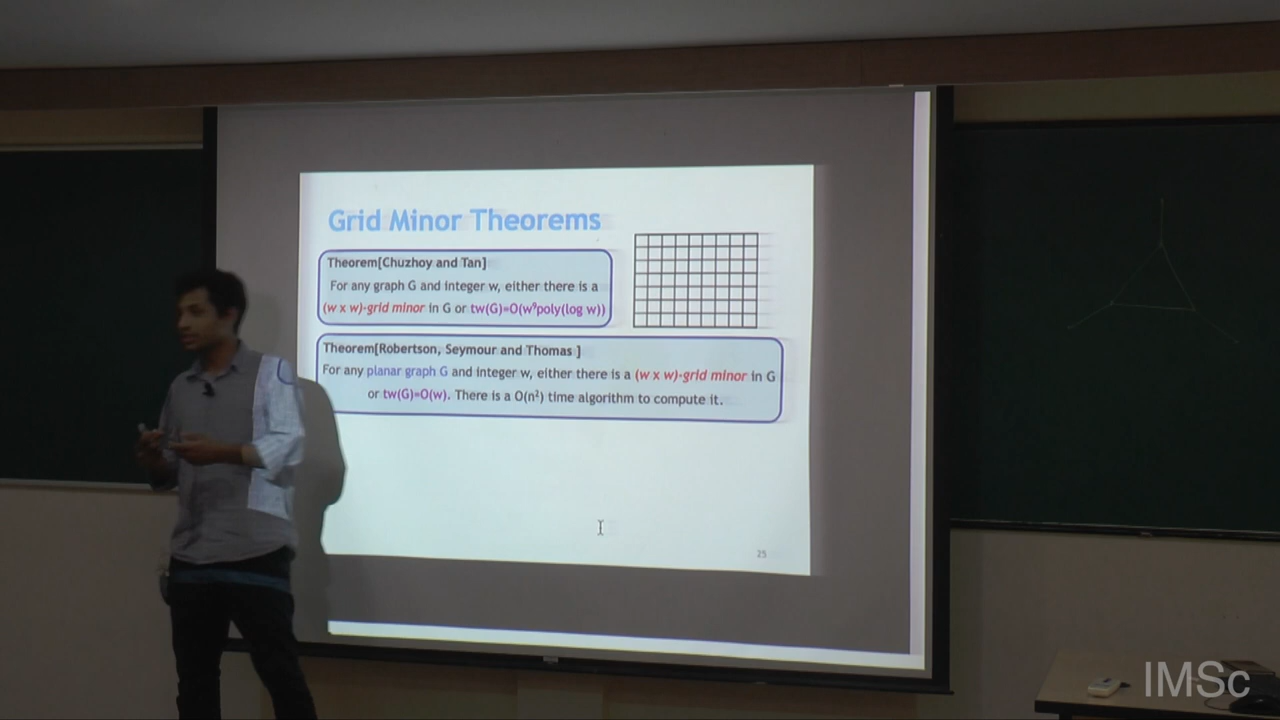 Grid Minor Theorems
Theorem[Chuzhoy and Tan]
For any graph G and integer w, either there is a
(w x w)-grid minor in G or tw(G)=O(w⁹poly(log w))
Theorem[Robertson, Seymour and Thomas ]
For any planar graph G and integer w, either there is a (w x w)-grid minor in G
or tw(G)=O(w). There is a O(n²) time algorithm to compute it.
25
IMSc